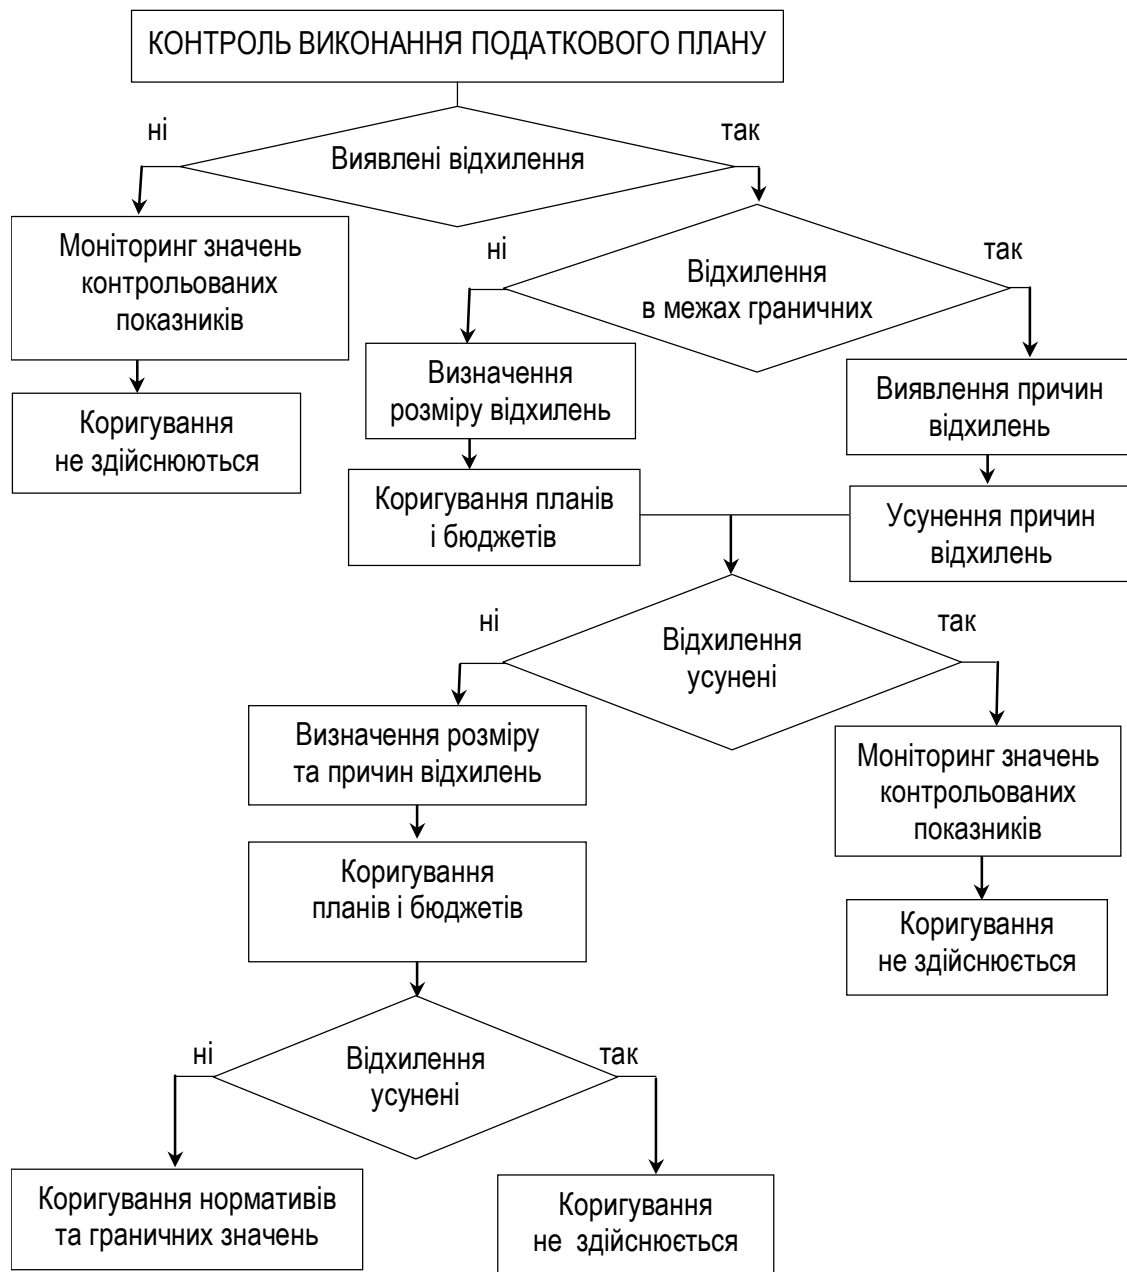 КОНТРОЛЬ ВИКОНАННЯ ПОДАТКОВОГО ПЛАНУ
ні
так
Виявлені відхилення
Моніторинг значень
контрольованих
показників
ні
так
Відхилення
в межах граничних
Визначення
розміру відхилень
Виявлення причин
відхилень
Коригування
не здійснюються
Коригування планів
і бюджетів
Усунення причин
відхилень
ні
так
Відхилення
усунені
Визначення розміру
та причин відхилень
Моніторинг значень
контрольованих
показників
Коригування
планів і бюджетів
Коригування
не здійснюється
ні
так
Відхилення
усунені
Коригування нормативів
та граничних значень
Коригування
не здійснюється